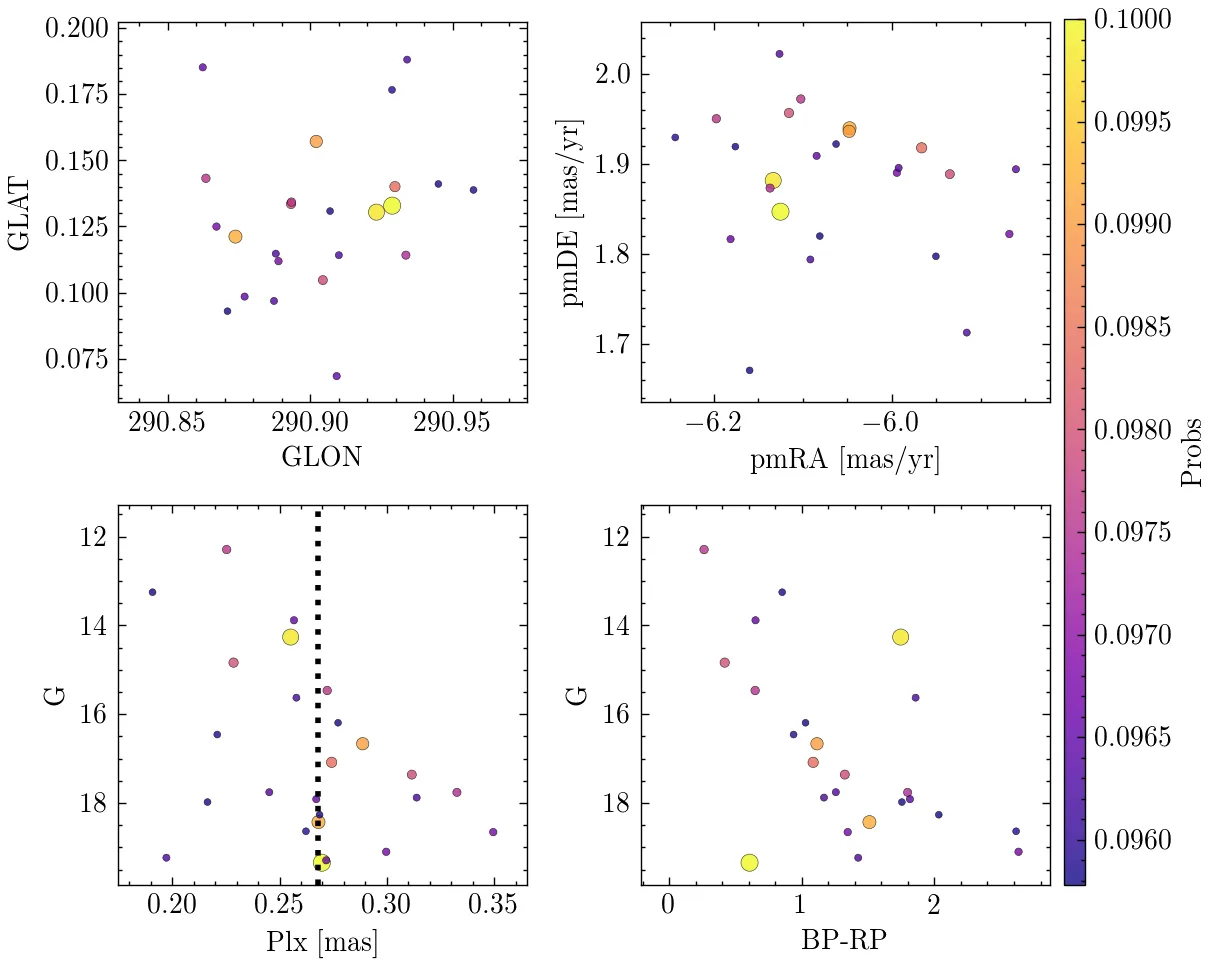 0.200
0.175
0.150
0.125
0.100
0.075
GLAT
290.85 290.90 290.95
GLON
2.0
1.9
1.8
1.7
pmDE [mas/yr]
−6.2 −6.0
pmRA [mas/yr]
0.1000
0.0995
0.0990
0.0985
0.0980
0.0975
0.0970
0.0965
0.0960
Probs
12
14
16
18
G
0.20 0.25 0.30 0.35
Plx [mas]
12
14
16
18
G
0 1 2
BP-RP